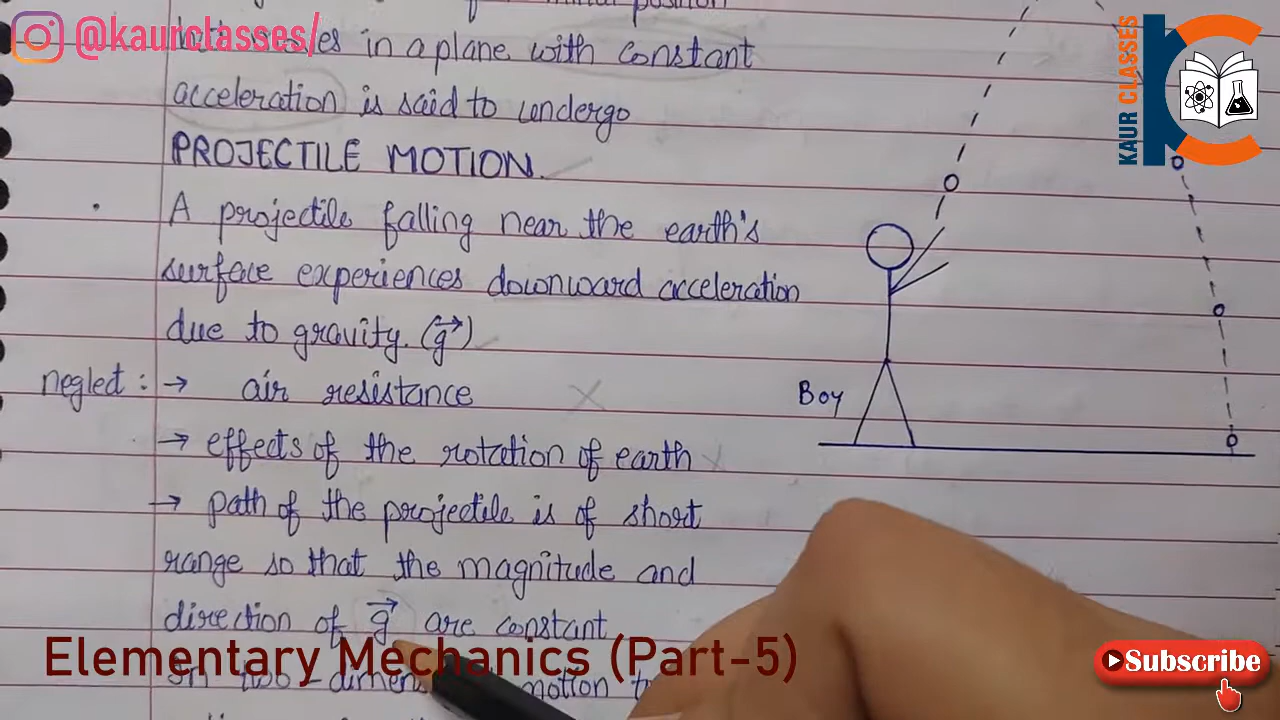 @kaurclasses/
in a plane with constant
acceleration is said to undergo
PROJECTILE MOTION.
A projectile falling near the earth's
surface experiences downward acceleration
due to gravity. (g→)
neglect : → air resistance
→ effects of the rotation of earth
→ path of the projectile is of short
range so that the magnitude and
direction of g→ are constant
motion
Boy
KAUR CLASSES
Elementary Mechanics (Part-5)
Subscribe